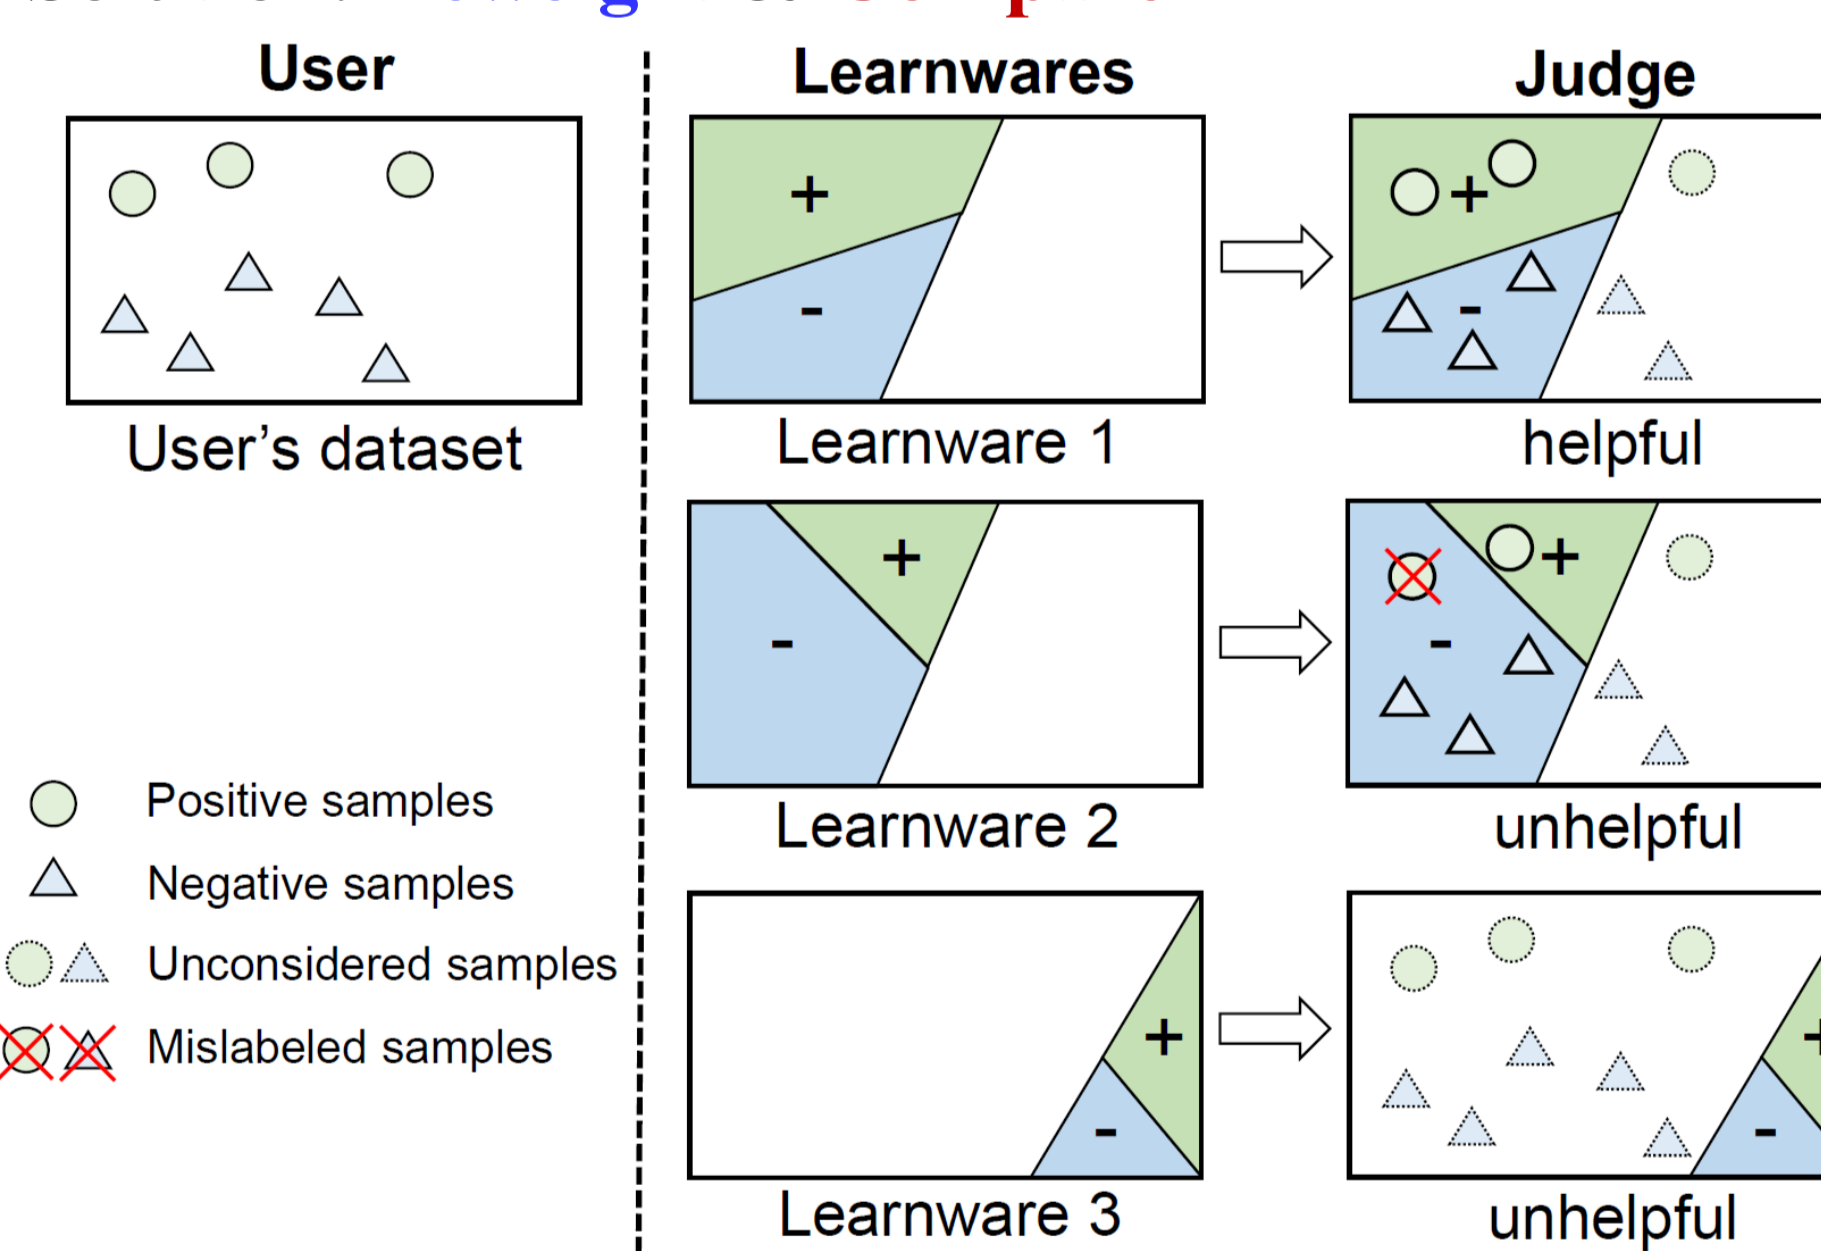 User
Learnwares
Judge
+
-
+
-
User's dataset
Learnware 1
helpful
+
-
+
-
Learnware 2
unhelpful
Positive samples
Negative samples
Unconsidered samples
Mislabeled samples
+
-
+
-
Learnware 3
unhelpful